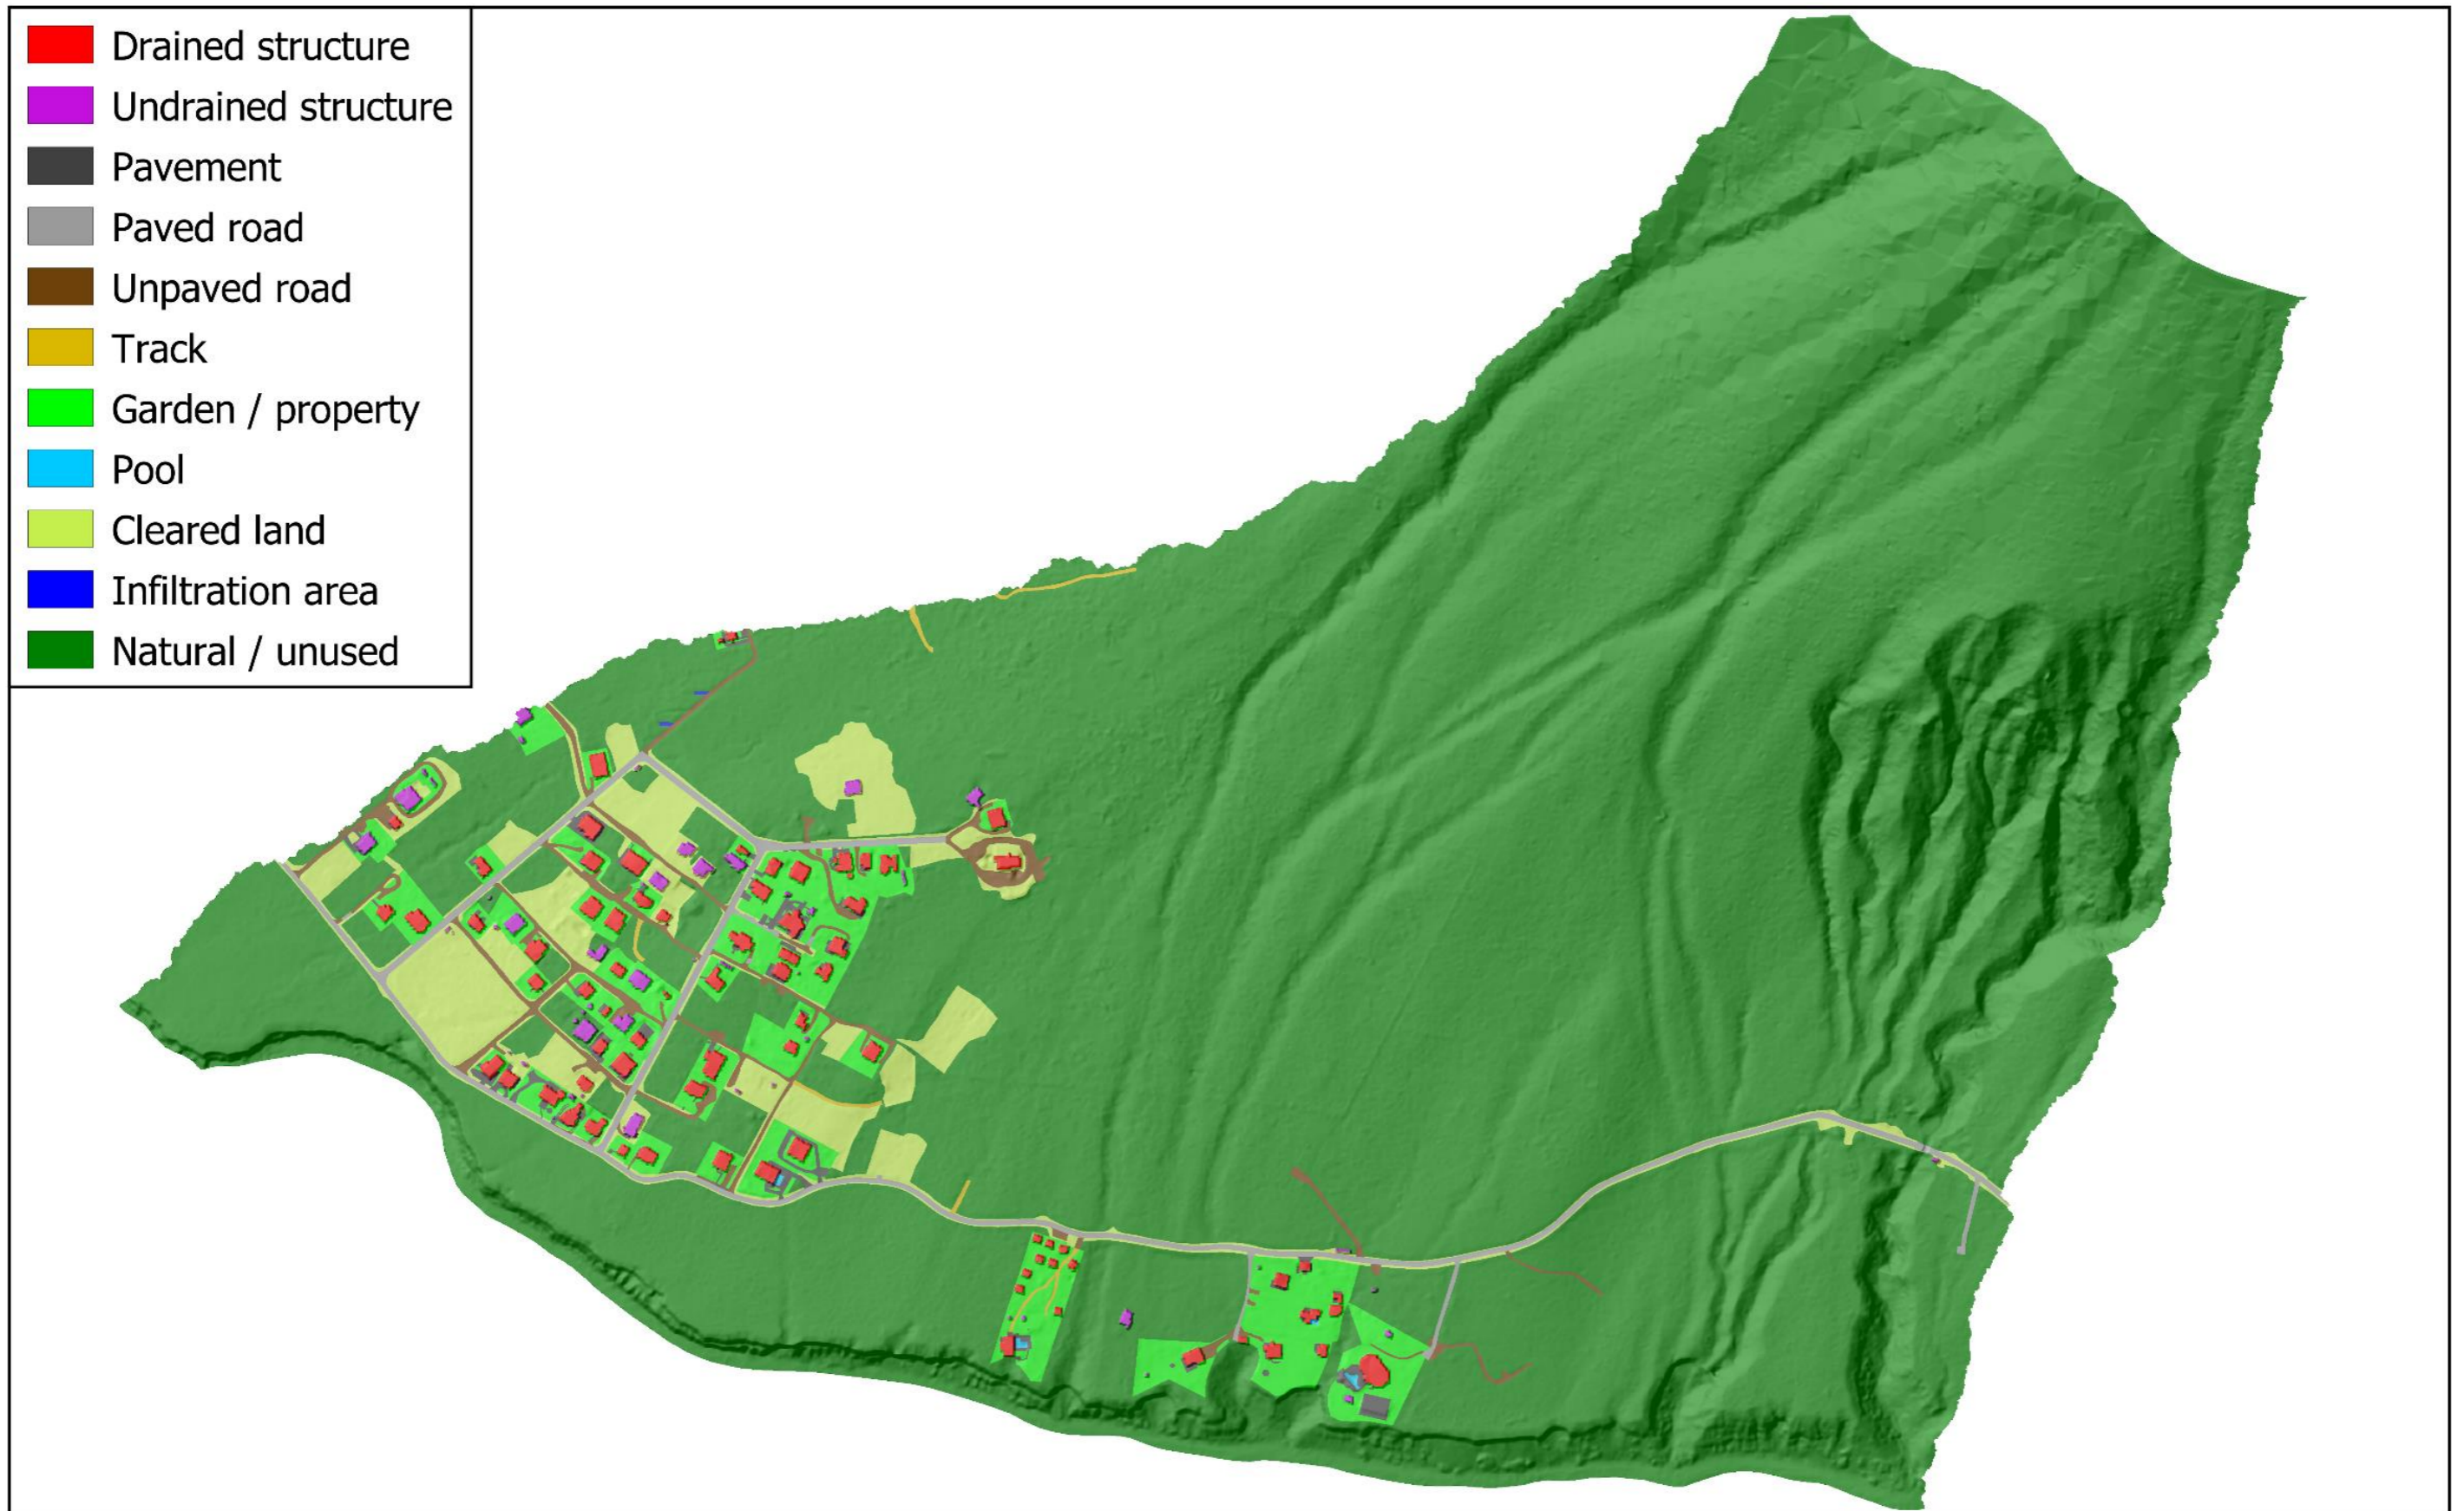 Drained structure
Undrained structure
Pavement
Paved road
Unpaved road
Track
Garden / property
Pool
Cleared land
Infiltration area
Natural / unused